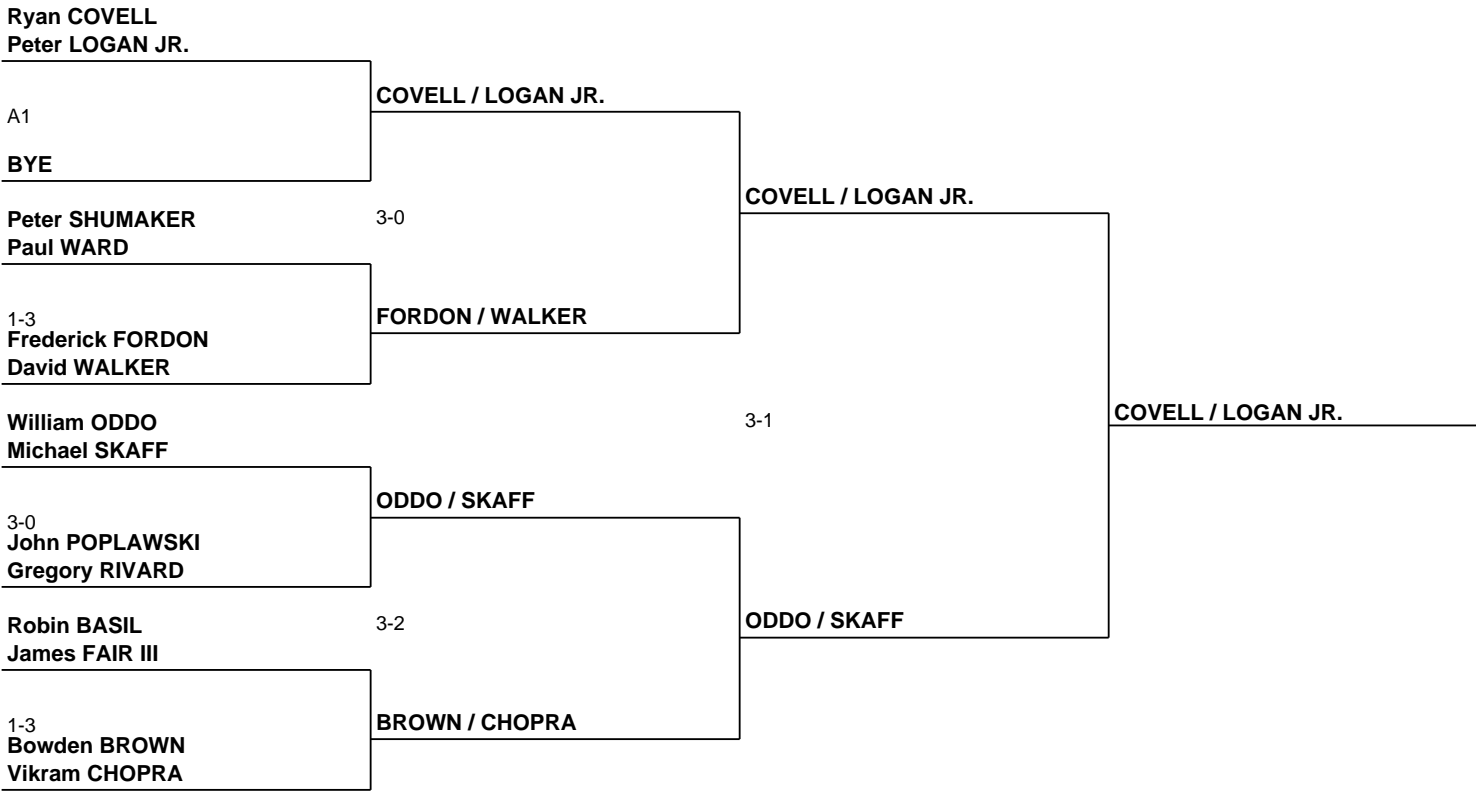 Ryan COVELL
Peter LOGAN JR.
COVELL / LOGAN JR.
A1
BYE
COVELL / LOGAN JR.
Peter SHUMAKER
3-0
Paul WARD
1-3
FORDON / WALKER
Frederick FORDON
David WALKER
COVELL / LOGAN JR.
William ODDO
3-1
Michael SKAFF
ODDO / SKAFF
3-0
John POPLAWSKI
Gregory RIVARD
Robin BASIL
3-2
ODDO / SKAFF
James FAIR III
1-3
BROWN / CHOPRA
Bowden BROWN
Vikram CHOPRA